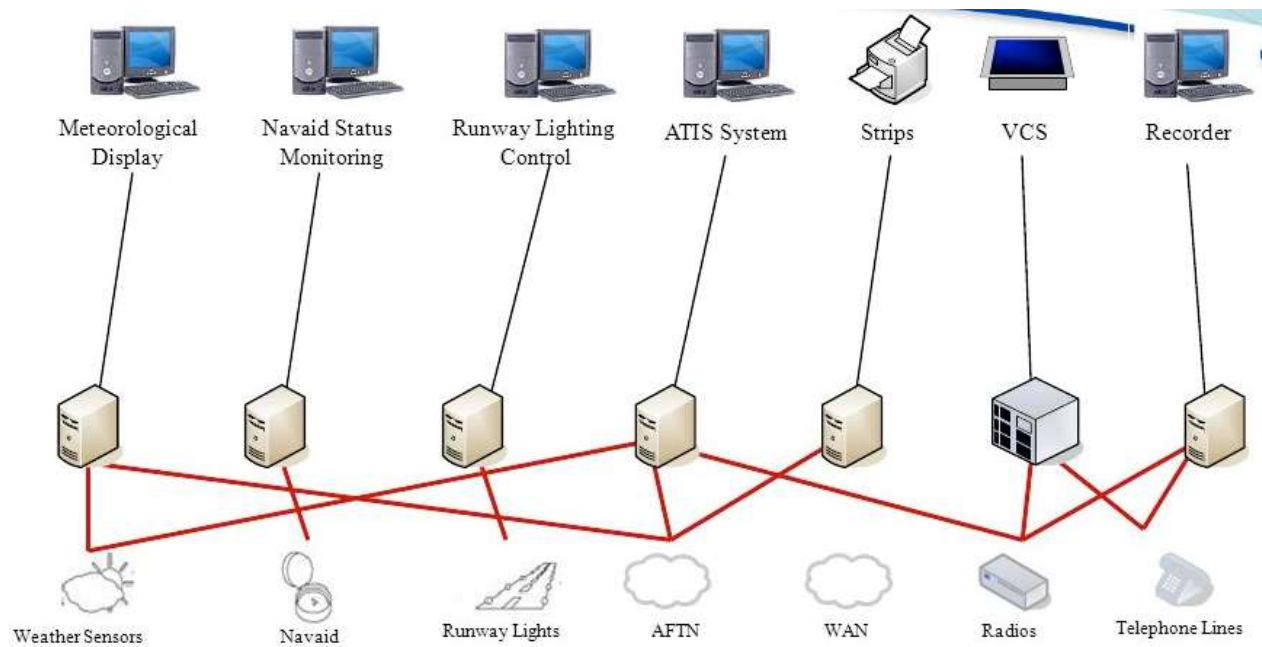 Meteorological
Display
Navaid Status
Monitoring
Runway Lighting
Control
ATIS System
Strips
VCS
Recorder
Weather Sensors
Navaid
Runway Lights
AFTN
WAN
Radios
Telephone Lines